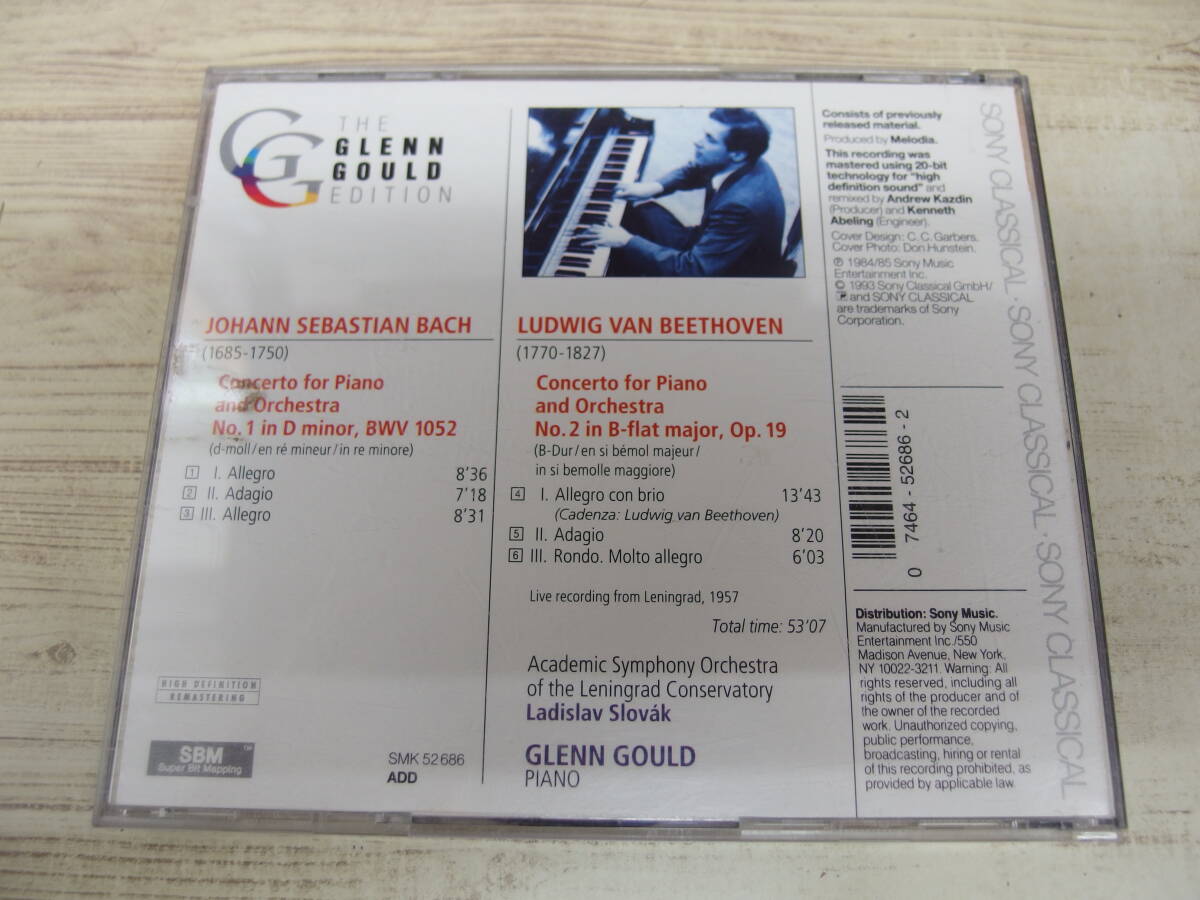 THE
GLENN
GOULD
EDITION
JOHANN SEBASTIAN BACH
(1685-1750)
Concerto for Piano
and Orchestra
No. 1 in D minor, BWV 1052
(d-moll/en ré mineur/in re minore)
1 I. Allegro 8'36
2 II. Adagio 7'18
3 III. Allegro 8'31
HIGH DEFINITION
REMASTERING
SBM™
Super Bit Mapping
SMK 52 686
ADD
LUDWIG VAN BEETHOVEN
(1770-1827)
Concerto for Piano
and Orchestra
No. 2 in B-flat major, Op. 19
(B-Dur/en si bémol majeur/
in si bemolle maggiore)
4 I. Allegro con brio 13'43
(Cadenza: Ludwig van Beethoven)
5 II. Adagio 8'20
6 III. Rondo. Molto allegro 6'03
Live recording from Leningrad, 1957
Total time: 53'07
Academic Symphony Orchestra
of the Leningrad Conservatory
Ladislav Slovák
GLENN GOULD
PIANO
Consists of previously
released material.
Produced by Melodia.
This recording was
mastered using 20-bit
technology for "high
definition sound" and
remixed by Andrew Kazdin
(Producer) and Kenneth
Abeling (Engineer).
Cover Design: C. C. Garbers.
Cover Photo: Don Hunstein.
℗ 1984/85 Sony Music
Entertainment Inc.
© 1993 Sony Classical GmbH/
and SONY CLASSICAL
are trademarks of Sony
Corporation.
0 7464-52686-2
Distribution: Sony Music.
Manufactured by Sony Music
Entertainment Inc./550
Madison Avenue, New York,
NY 10022-3211. Warning: All
rights reserved, including all
rights of the producer and of
the owner of the recorded
work. Unauthorized copying,
public performance,
broadcasting, hiring or rental
of this recording prohibited, as
provided by applicable law.
SONY CLASSICAL · SONY CLASSICAL · SONY CLASSICAL